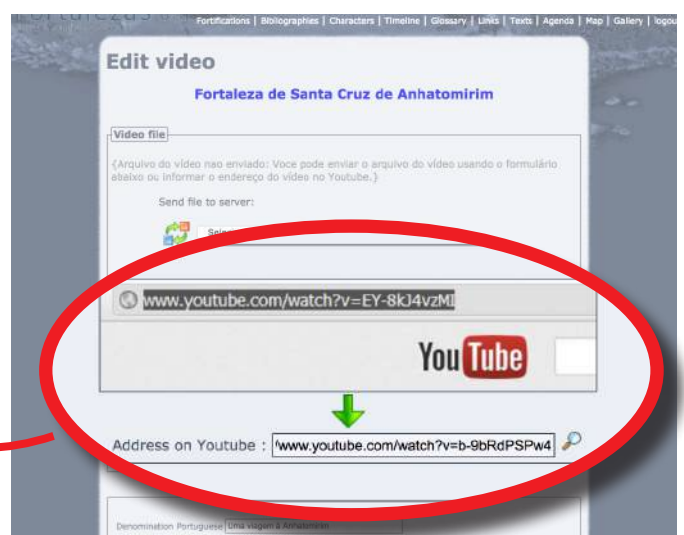 Fortifications | Bibliographies | Characters | Timeline | Glossary | Links | Texts | Agenda | Map | Gallery | logou
Edit video
Fortaleza de Santa Cruz de Anhatomirim
Video file
{Arquivo do vídeo nao enviado: Voce pode enviar o arquivo do vídeo usando o formulário
abaixo ou informar o endereço do vídeo no Youtube.}
Send file to server:
www.youtube.com/watch?v=EY-8kJ4vzMI
YouTube
Address on Youtube : /www.youtube.com/watch?v=b-9bRdPSPw4
Denomination Portuguese Uma viagem à Anhatomirim